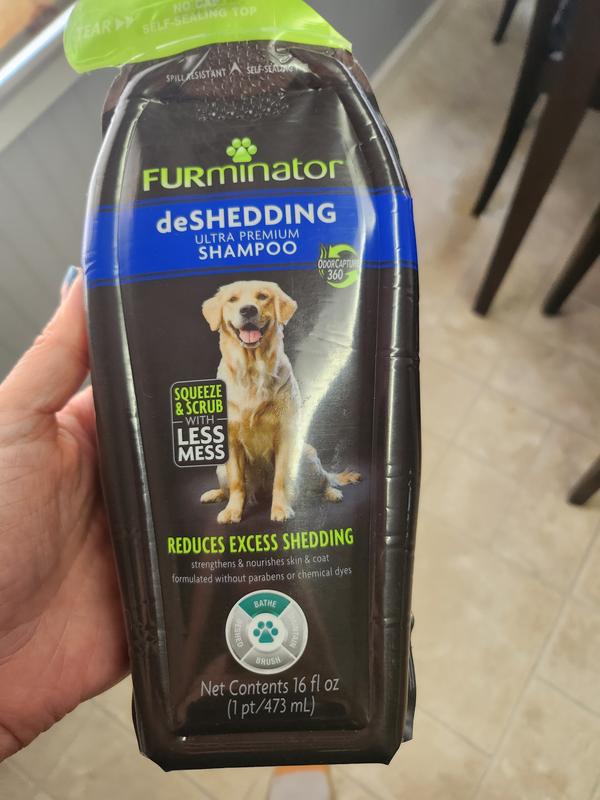 NO CAP
TEAR
SELF-SEALING TOP
SPILL RESISTANT SELF-SEALING
FURminator
deSHEDDING
ULTRA PREMIUM
SHAMPOO
ODORCAPTURE
360
SQUEEZE
& SCRUB
WITH
LESS
MESS
REDUCES EXCESS SHEDDING
strengthens & nourishes skin & coat
formulated without parabens or chemical dyes
BATHE
DESHED
MAINTAIN
BRUSH
Net Contents 16 fl oz
(1 pt/473 mL)